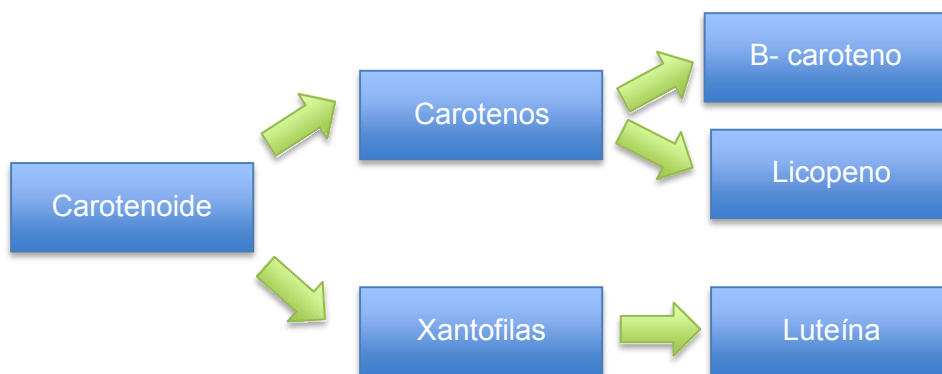 B- caroteno
Carotenos
Licopeno
Carotenoide
Xantofilas
Luteína